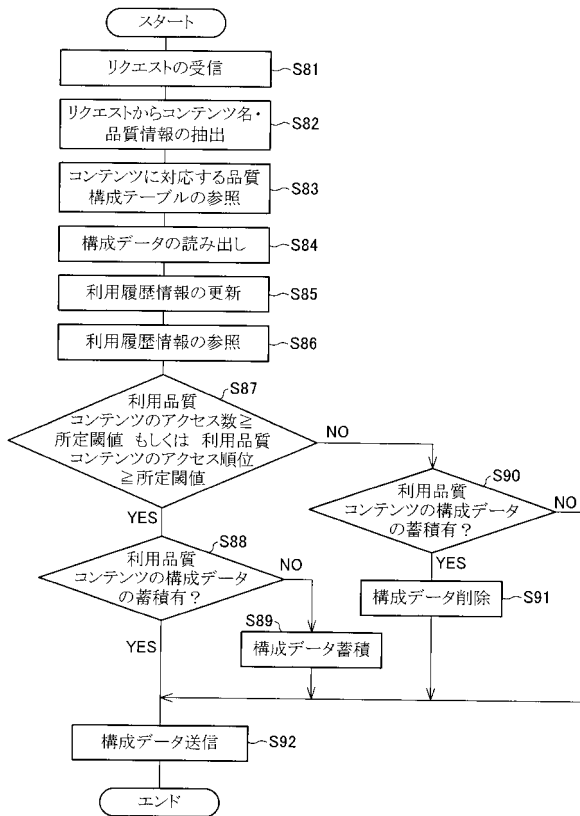 スタート
リクエストの受信
S81
リクエストからコンテンツ名・
品質情報の抽出
S82
コンテンツに対応する品質
構成テーブルの参照
S83
構成データの読み出し
S84
利用履歴情報の更新
S85
利用履歴情報の参照
S86
S87
利用品質
コンテンツのアクセス数≧
所定閾値 もしくは 利用品質
コンテンツのアクセス順位
≧所定閾値
NO
YES
S90
利用品質
コンテンツの構成データ
の蓄積有？
NO
YES
S88
利用品質
コンテンツの構成データ
の蓄積有？
NO
YES
構成データ削除
S91
S89
構成データ蓄積
構成データ送信
S92
エンド